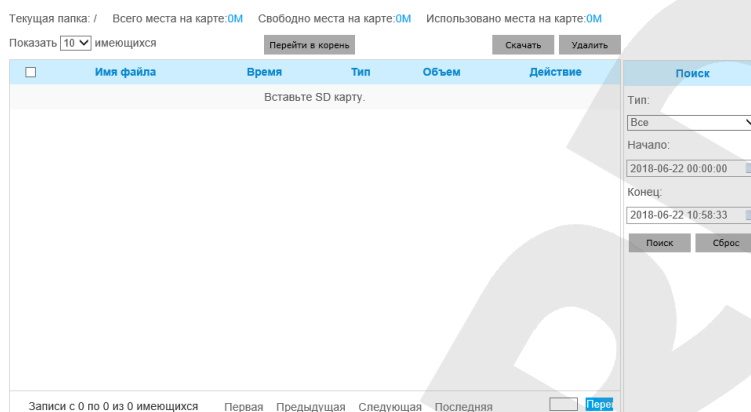 Текущая папка: / Всего места на карте:0M Свободно места на карте:0M Использовано места на карте:0M
Показать 10 имеющихся Перейти в корень Скачать Удалить
Имя файла Время Тип Объем Действие Поиск
Вставьте SD карту.
Тип:
Все
Начало:
2018-06-22 00:00:00
Конец:
2018-06-22 10:58:33
Поиск Сброс
Записи с 0 по 0 из 0 имеющихся Первая Предыдущая Следующая Последняя